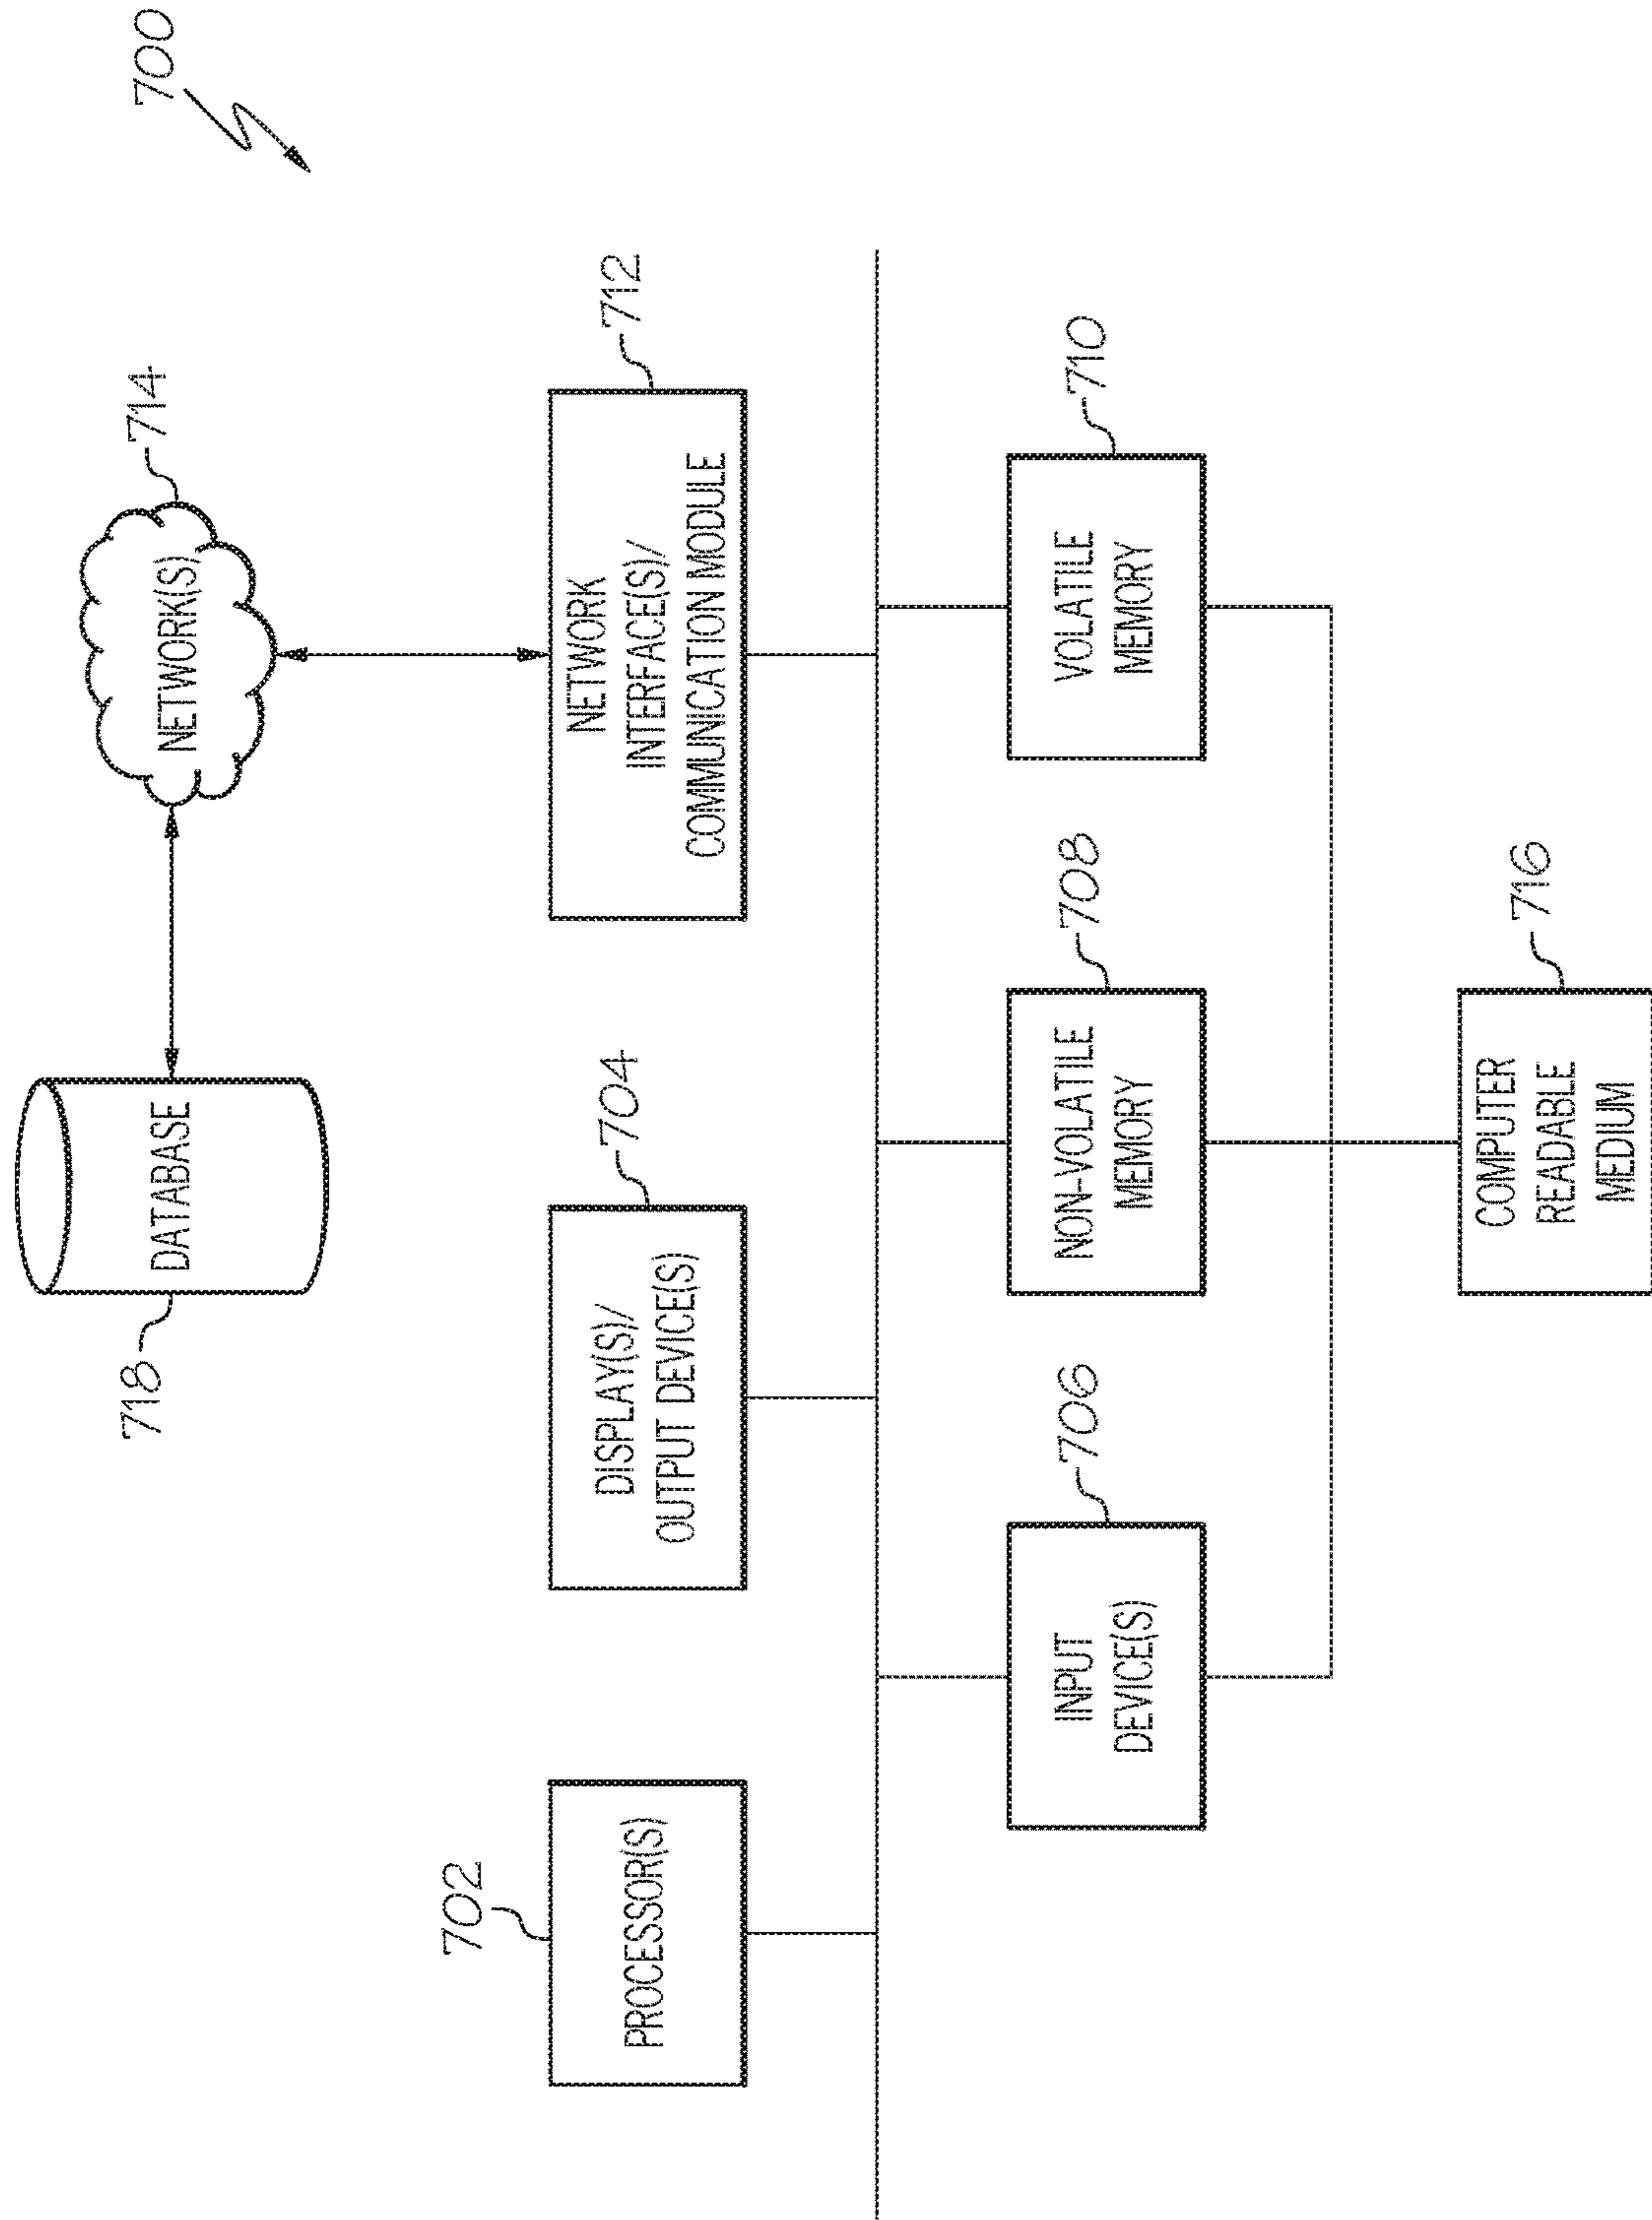 700
718
DATABASE
NETWORK(S)
714
702
PROCESSOR(S)
DISPLAY(S)/
OUTPUT DEVICE(S)
704
NETWORK
INTERFACE(S)/
COMMUNICATION MODULE
712
INPUT
DEVICE(S)
706
NON-VOLATILE
MEMORY
708
VOLATILE
MEMORY
710
COMPUTER
READABLE
MEDIUM
716